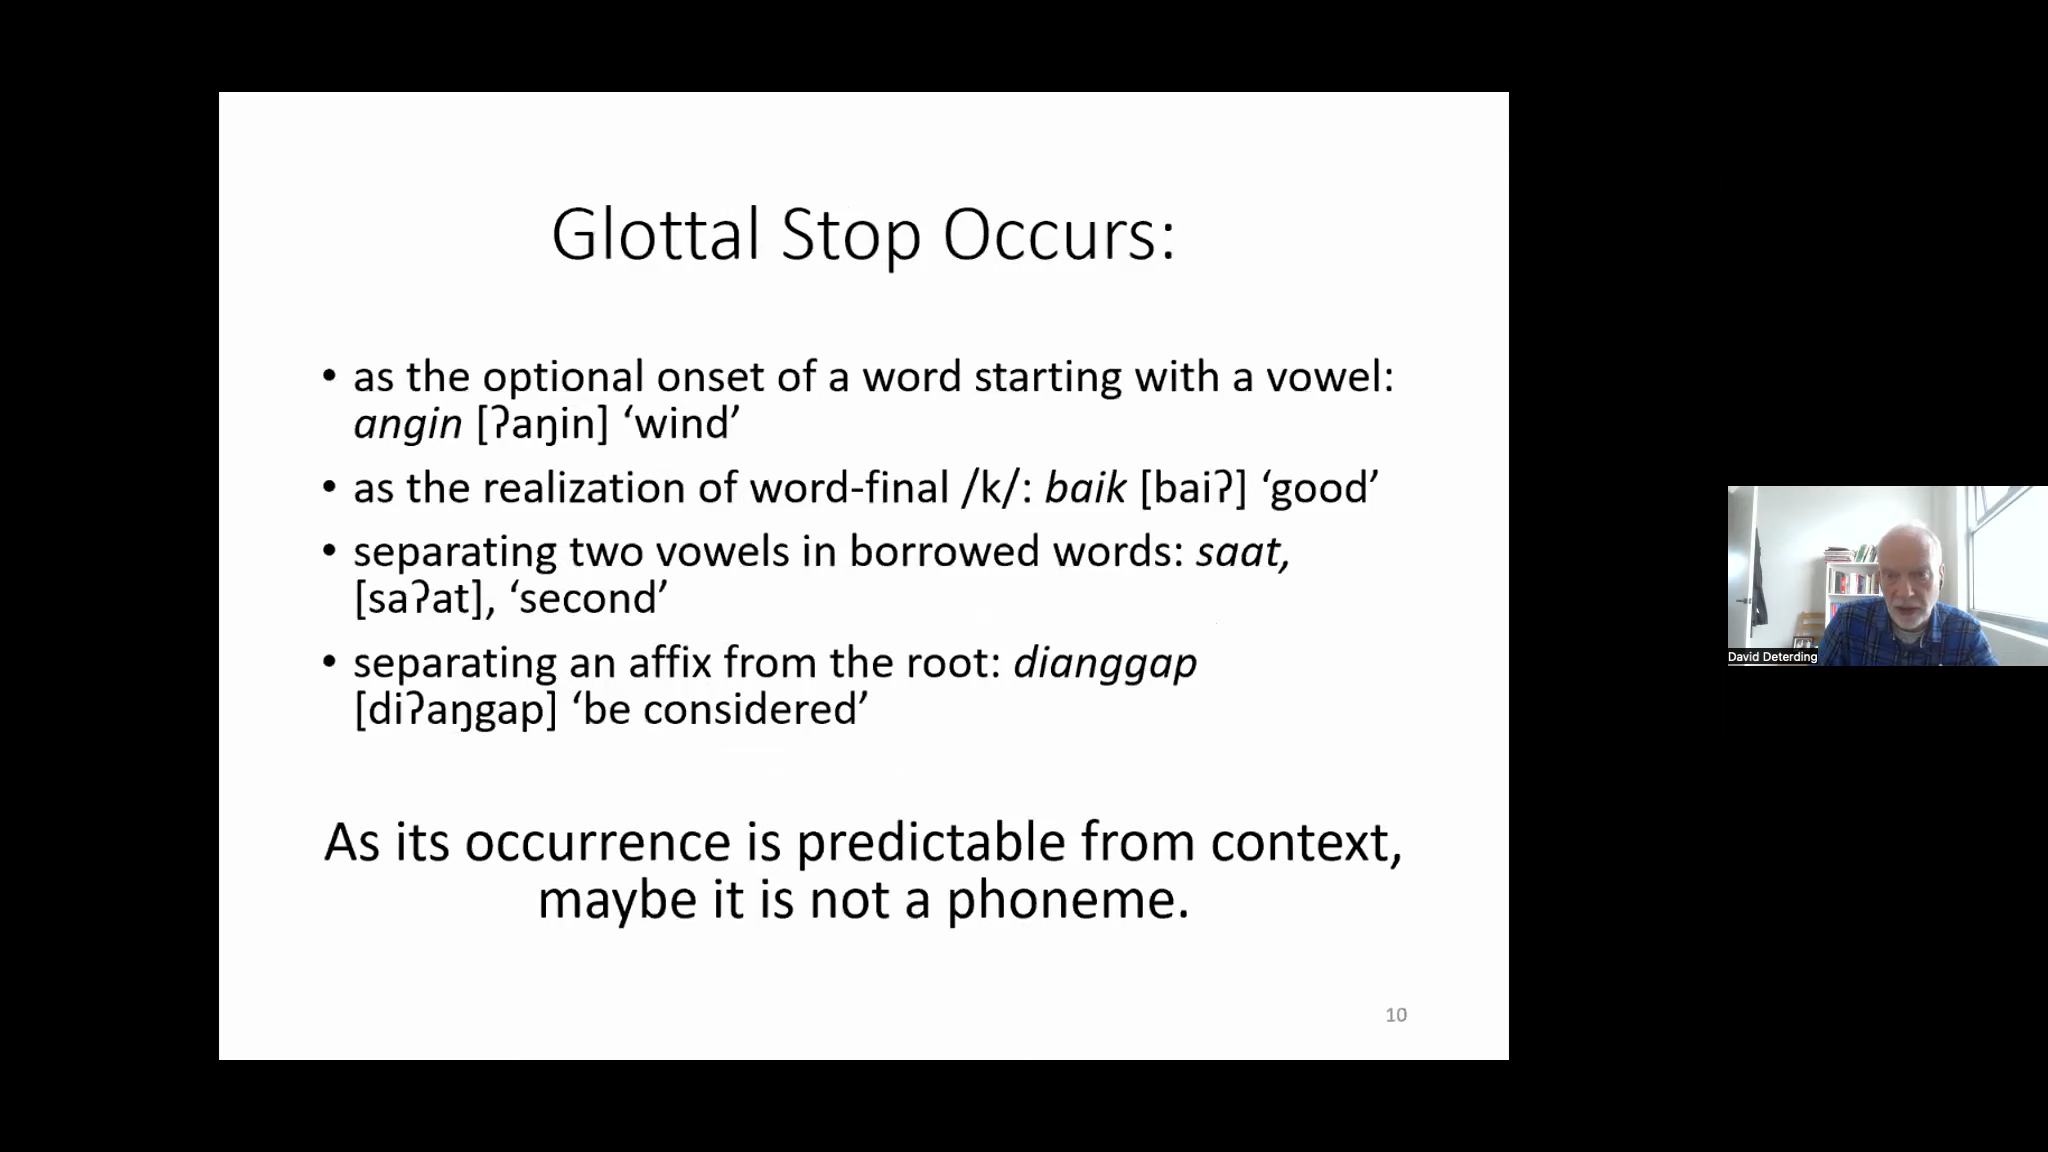 Glottal Stop Occurs:
• as the optional onset of a word starting with a vowel:
angin [ʔaŋin] ‘wind’
• as the realization of word-final /k/: baik [baiʔ] ‘good’
• separating two vowels in borrowed words: saat,
[saʔat], ‘second’
• separating an affix from the root: dianggap
[diʔaŋgap] ‘be considered’
As its occurrence is predictable from context,
maybe it is not a phoneme.
10
David Deterding